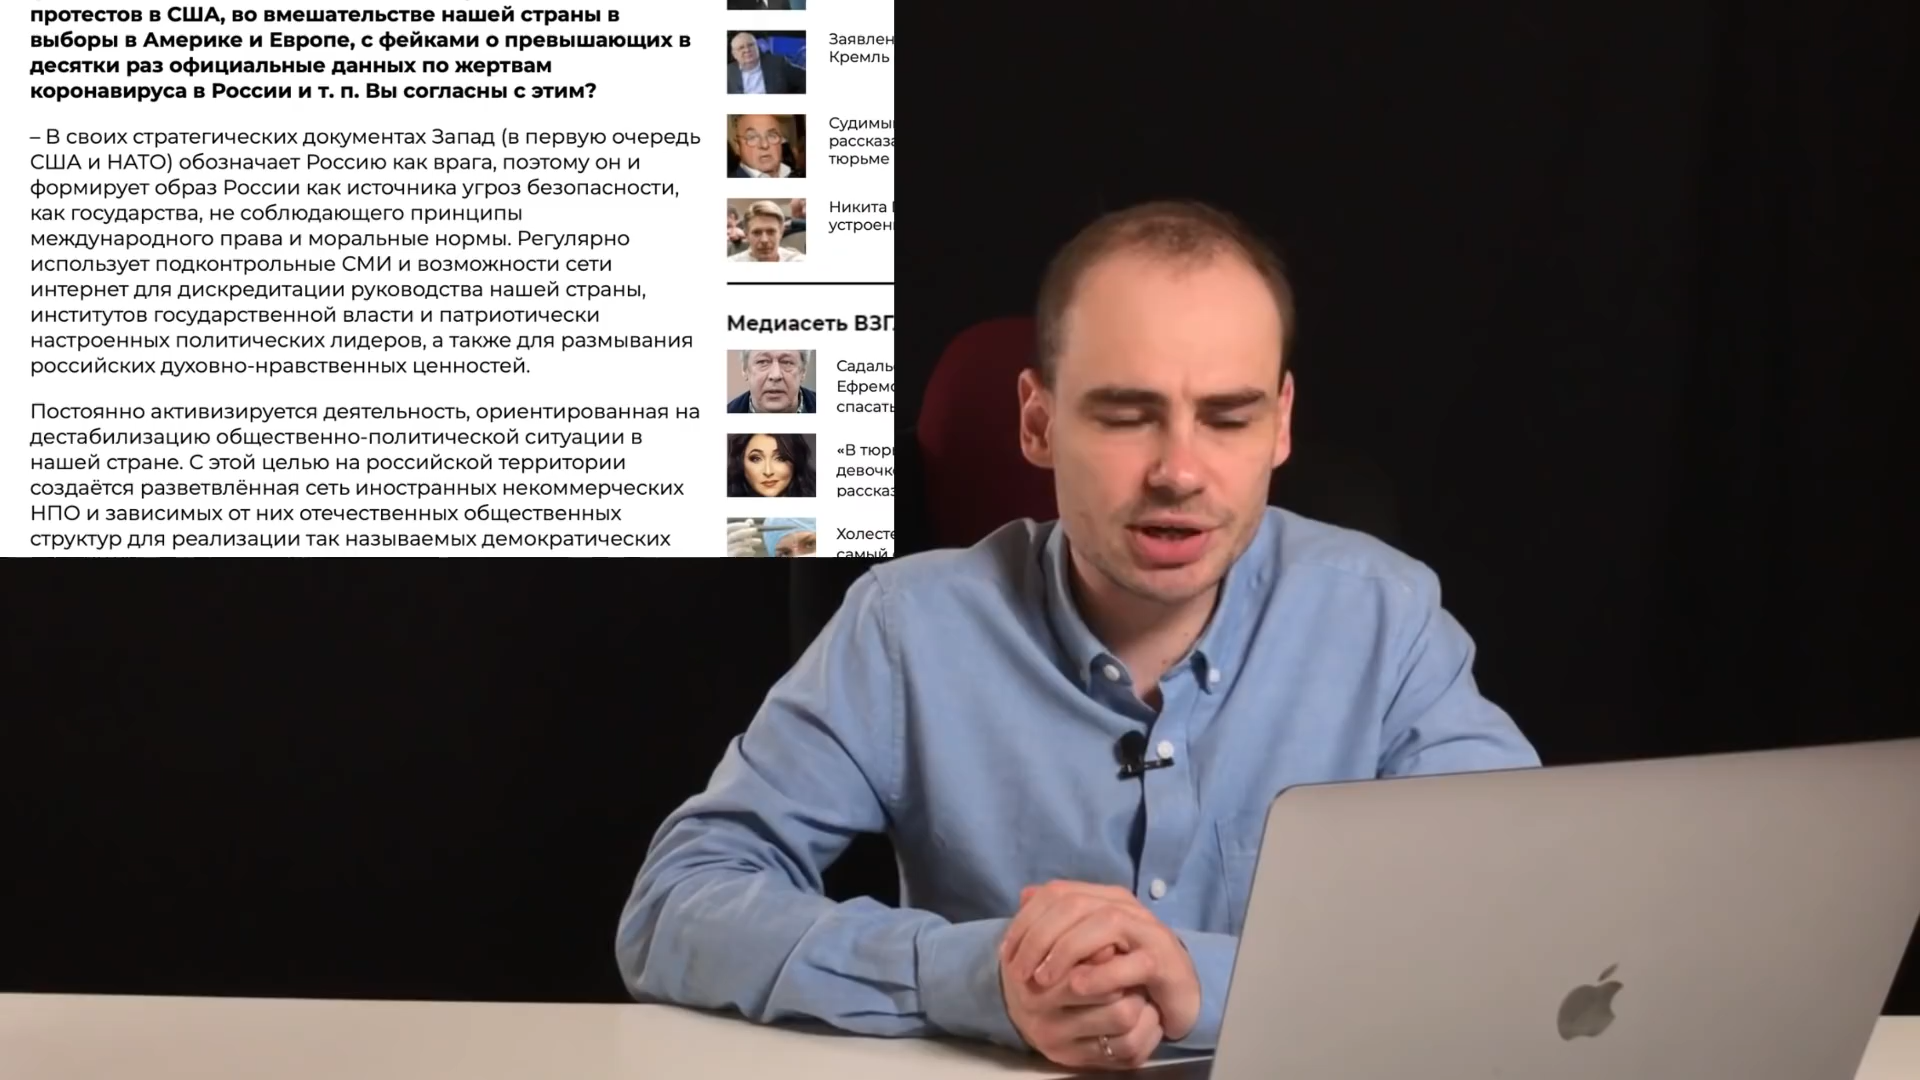 протестов в США, во вмешательстве нашей страны в
выборы в Америке и Европе, с фейками о превышающих в
десятки раз официальные данных по жертвам
коронавируса в России и т. п. Вы согласны с этим?
– В своих стратегических документах Запад (в первую очередь
США и НАТО) обозначает Россию как врага, поэтому он и
формирует образ России как источника угроз безопасности,
как государства, не соблюдающего принципы
международного права и моральные нормы. Регулярно
использует подконтрольные СМИ и возможности сети
интернет для дискредитации руководства нашей страны,
институтов государственной власти и патриотически
настроенных политических лидеров, а также для размывания
российских духовно-нравственных ценностей.
Постоянно активизируется деятельность, ориентированная на
дестабилизацию общественно-политической ситуации в
нашей стране. С этой целью на российской территории
создаётся разветвлённая сеть иностранных некоммерческих
НПО и зависимых от них отечественных общественных
структур для реализации так называемых демократических
Заявлен
Кремль
Судимы
рассказа
тюрьме
Никита
устроен
Медиасеть ВЗГ
Садаль
Ефремо
спасать
«В тюр
девочк
рассказ
Холесте
самый